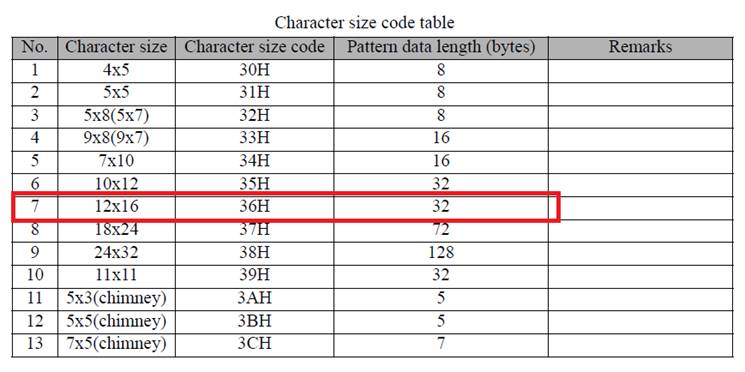 Character size code table
No. Character size Character size code Pattern data length (bytes) Remarks
1 4x5 30H 8
2 5x5 31H 8
3 5x8(5x7) 32H 8
4 9x8(9x7) 33H 16
5 7x10 34H 16
6 10x12 35H 32
7 12x16 36H 32
8 18x24 37H 72
9 24x32 38H 128
10 11x11 39H 32
11 5x3(chimney) 3AH 5
12 5x5(chimney) 3BH 5
13 7x5(chimney) 3CH 7